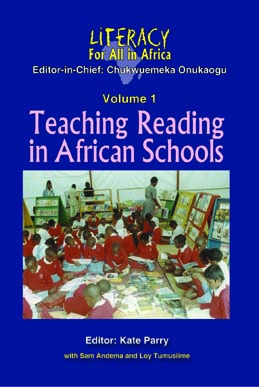 LiTERACY
For All in Africa
Editor-in-Chief: Chukwuemeka Onukaogu
Volume 1
Teaching Reading
in African Schools
Editor: Kate Parry
with Sam Andema and Loy Tumusiime